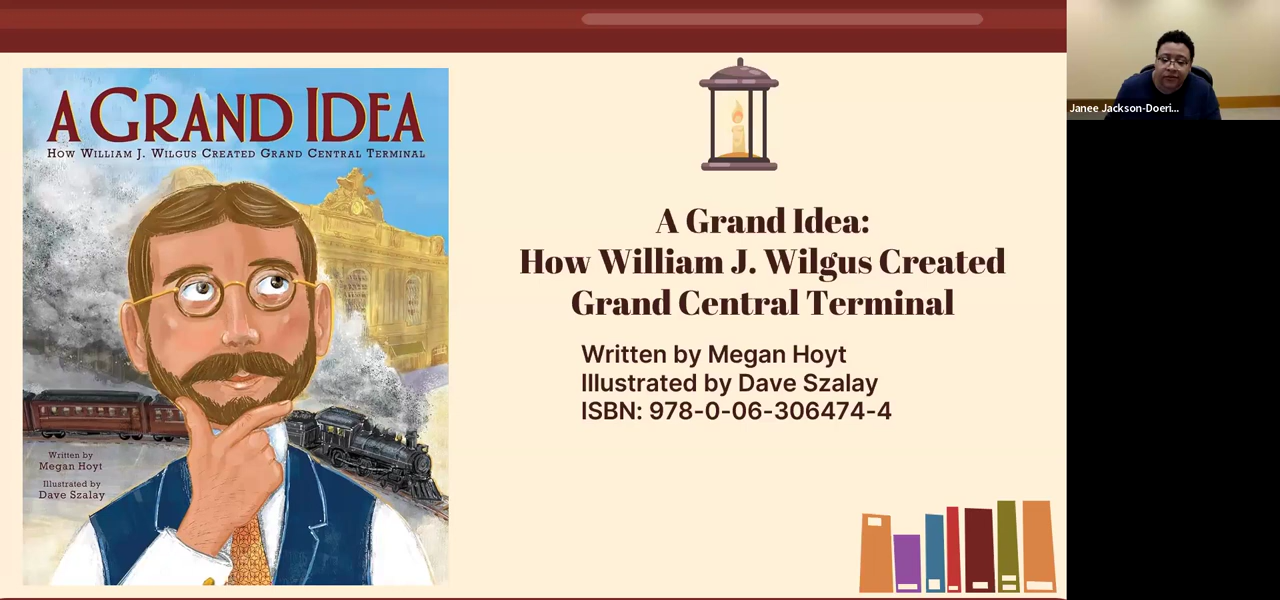 A GRAND IDEA
HOW WILLIAM J. WILGUS CREATED GRAND CENTRAL TERMINAL
Written by
Megan Hoyt
Illustrated by
Dave Szalay
A Grand Idea:
How William J. Wilgus Created
Grand Central Terminal
Written by Megan Hoyt
Illustrated by Dave Szalay
ISBN: 978-0-06-306474-4
Janee Jackson-Doeri...